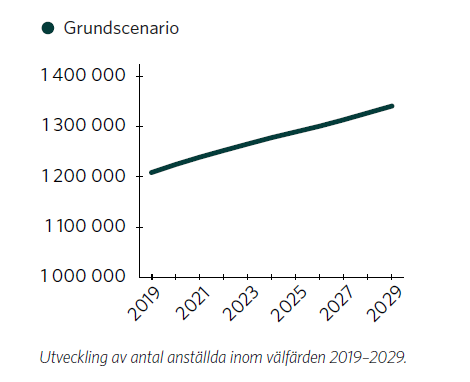 Grundscenario
1 400 000
1 300 000
1 200 000
1 100 000
1 000 000
2019
2021
2023
2025
2027
2029
Utveckling av antal anställda inom välfärden 2019–2029.